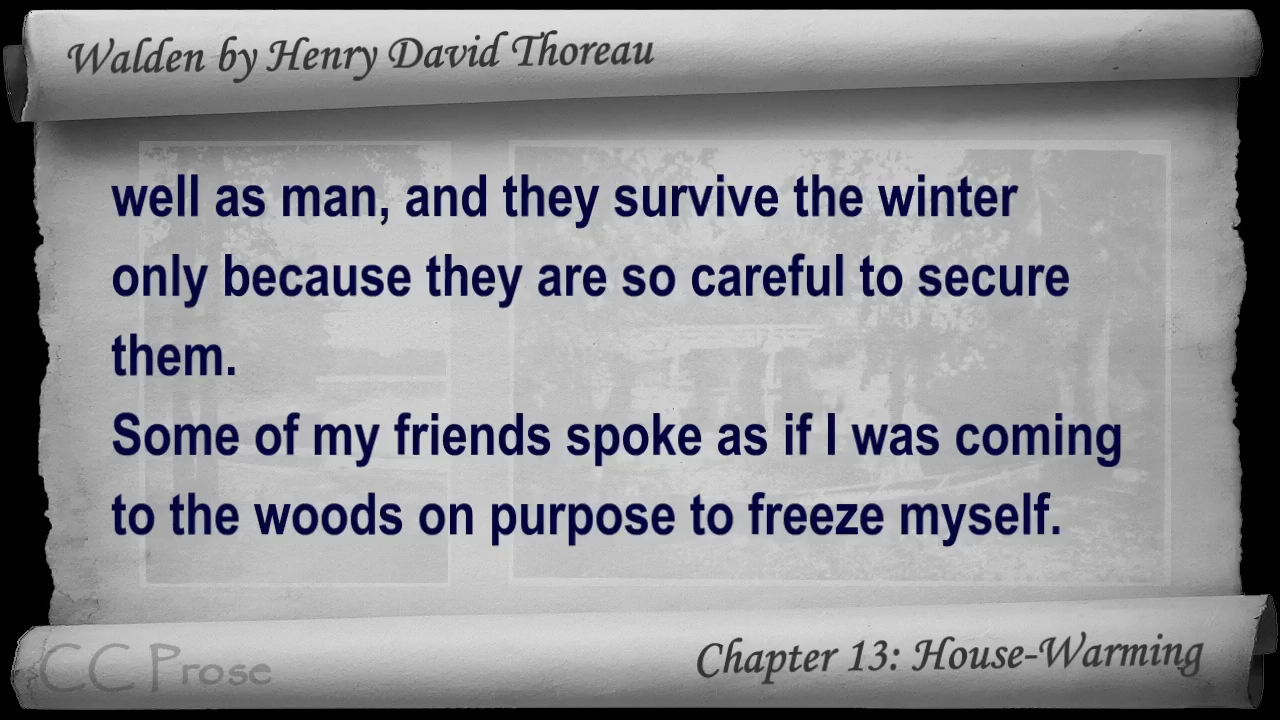 Walden by Henry David Thoreau
well as man, and they survive the winter
only because they are so careful to secure
them.
Some of my friends spoke as if I was coming
to the woods on purpose to freeze myself.
CC Prose
Chapter 13: House-Warming